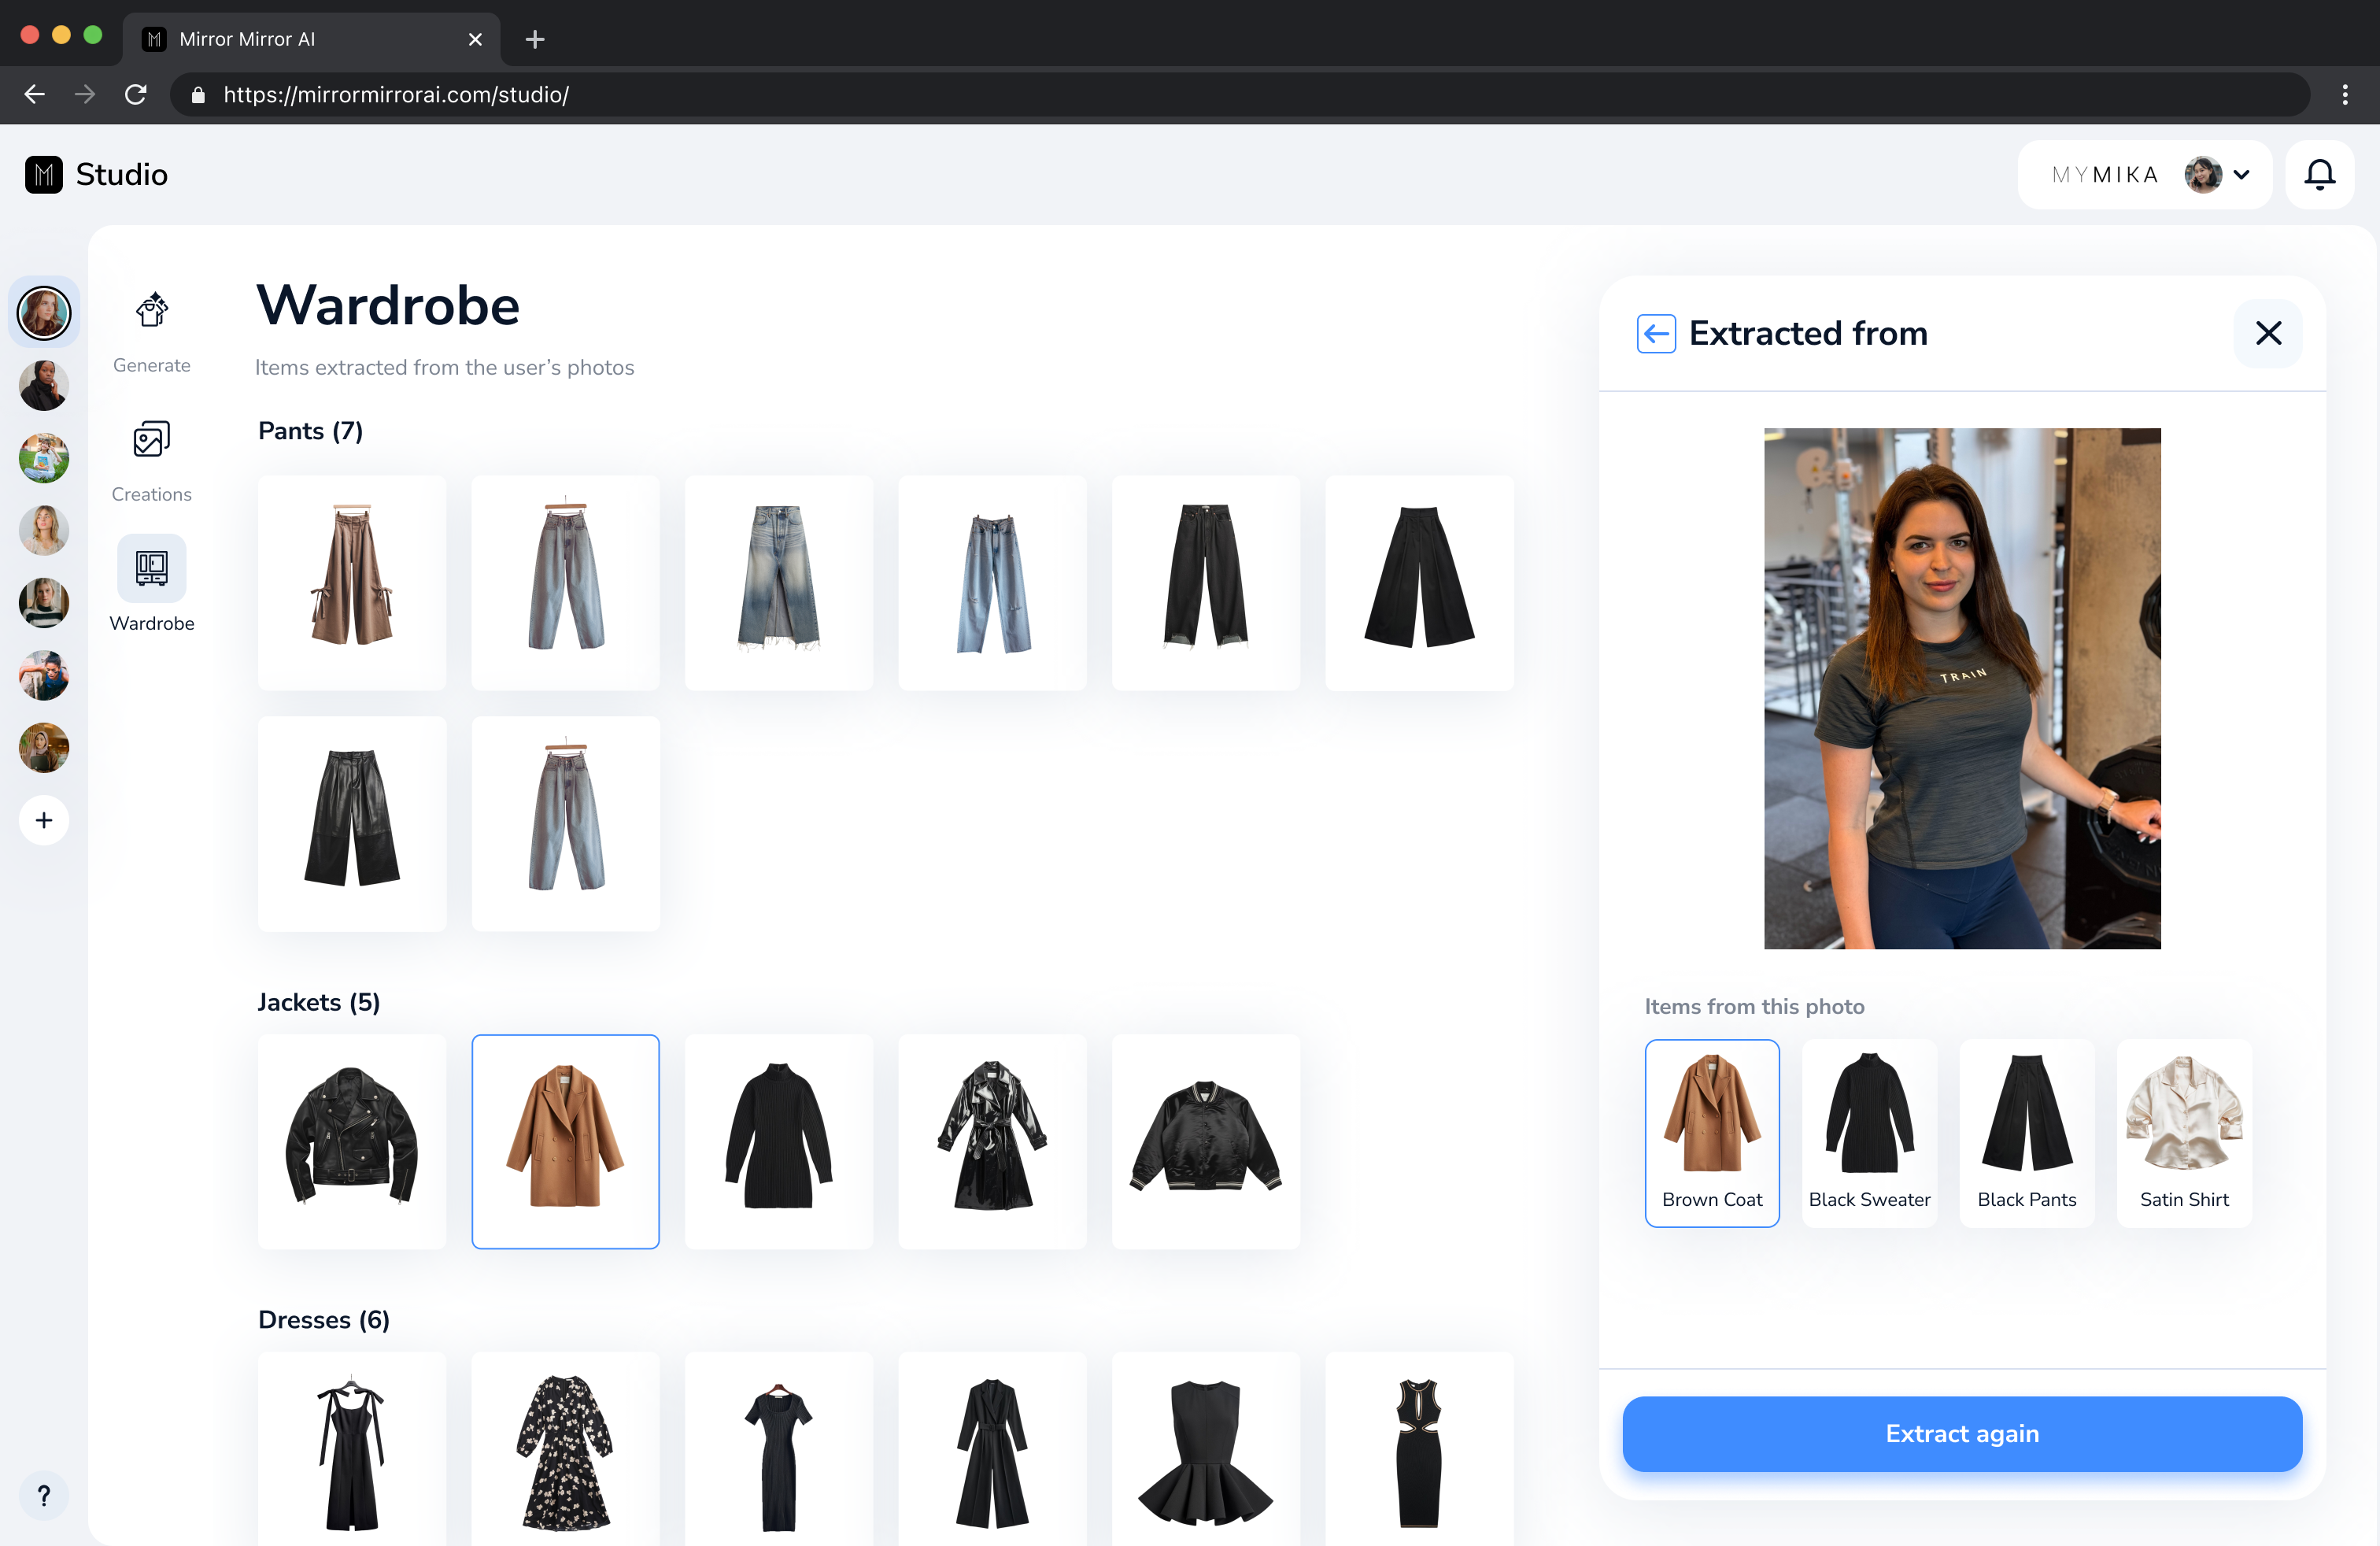 Mirror Mirror AI
https://mirrormirrorai.com/studio/
M Studio
MYMIKA
Generate
Creations
Wardrobe
?
Wardrobe
Items extracted from the user’s photos
Pants (7)
Jackets (5)
Dresses (6)
Extracted from
TRAIN
Items from this photo
Brown Coat
Black Sweater
Black Pants
Satin Shirt
Extract again